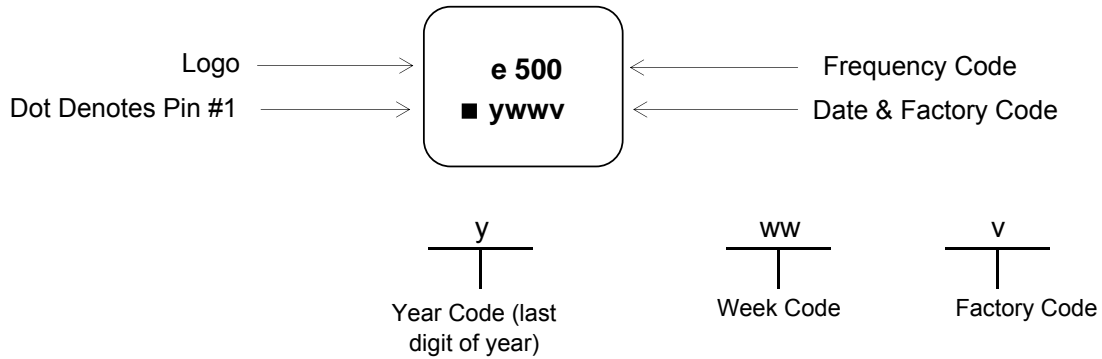 Logo
e 500
Frequency Code
Dot Denotes Pin #1
■ ywwv
Date & Factory Code
y
ww
v
Year Code (last
digit of year)
Week Code
Factory Code